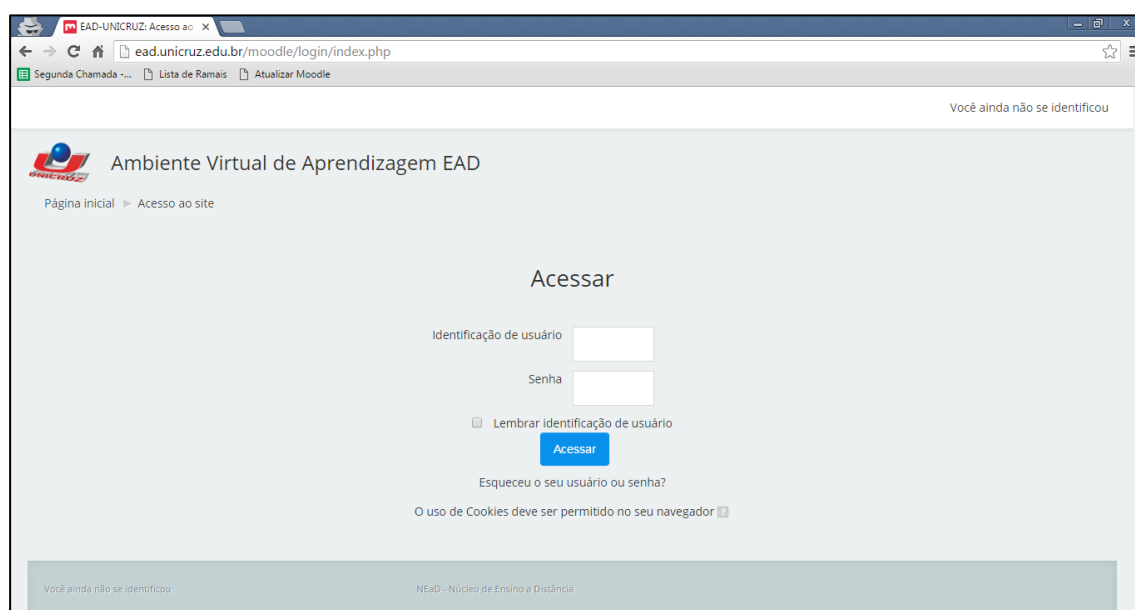 EAD-UNICRUZ: Acesso ao
ead.unicruz.edu.br/moodle/login/index.php
Segunda Chamada -... Lista de Ramais Atualizar Moodle
Você ainda não se identificou
UNICRUZ
Ambiente Virtual de Aprendizagem EAD
Página inicial Acesso ao site
Acessar
Identificação de usuário
Senha
Lembrar identificação de usuário
Acessar
Esqueceu o seu usuário ou senha?
O uso de Cookies deve ser permitido no seu navegador ?
Você ainda não se identificou NEaD - Núcleo de Ensino a Distância